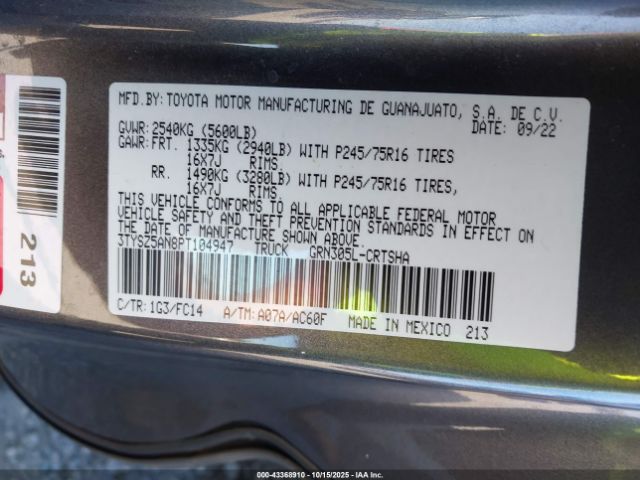 MFD.BY: TOYOTA MOTOR MANUFACTURING DE GUANAJUATO, S.A. DE C.V.
GVWR: 2540KG (5600LB) DATE: 09/22
GAWR: FRT. 1335KG (2940LB) WITH P245/75R16 TIRES
16X7J RIMS,
RR. 1490KG (3280LB) WITH P245/75R16 TIRES,
16X7J RIMS,
THIS VEHICLE CONFORMS TO ALL APPLICABLE FEDERAL MOTOR
VEHICLE SAFETY AND THEFT PREVENTION STANDARDS IN EFFECT ON
THE DATE OF MANUFACTURE SHOWN ABOVE.
3TYSZ5AN8PT104947 TRUCK GRN305L-CRTSHA
C/TR: 1G3/FC14 A/TM: A07A/AC60F MADE IN MEXICO 213
213
000-43368910 10/15/2025 IAAI.com